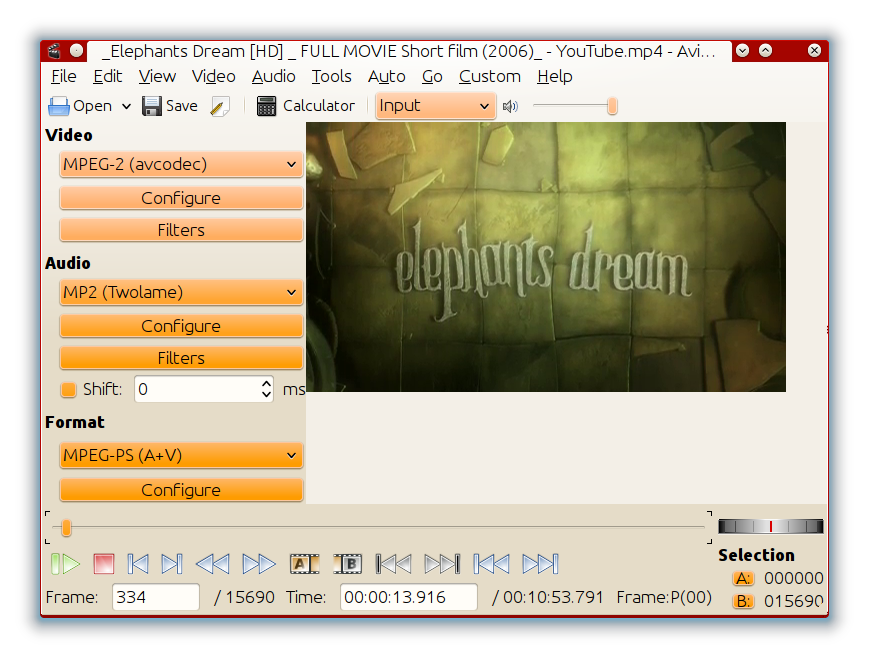 _Elephants Dream [HD] _ FULL MOVIE Short film (2006)_ - YouTube.mp4 - Avi...
File Edit View Video Audio Tools Auto Go Custom Help
Open Save Calculator Input
Video
MPEG-2 (avcodec)
Configure
Filters
elephants dream
Audio
MP2 (Twolame)
Configure
Filters
Shift: 0 ms
Format
MPEG-PS (A+V)
Configure
A B
Selection
A: 000000
Frame: 334 / 15690 Time: 00:00:13.916 / 00:10:53.791 Frame:P(00)
B: 015690